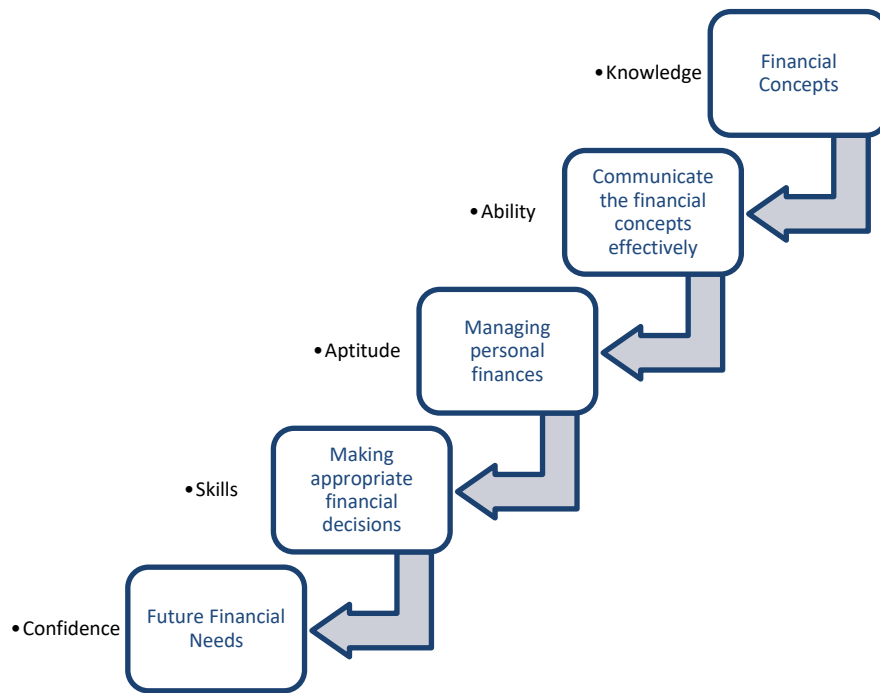 •Knowledge
Financial
Concepts
•Ability
Communicate
the financial
concepts
effectively
•Aptitude
Managing
personal
finances
•Skills
Making
appropriate
financial
decisions
•Confidence
Future Financial
Needs